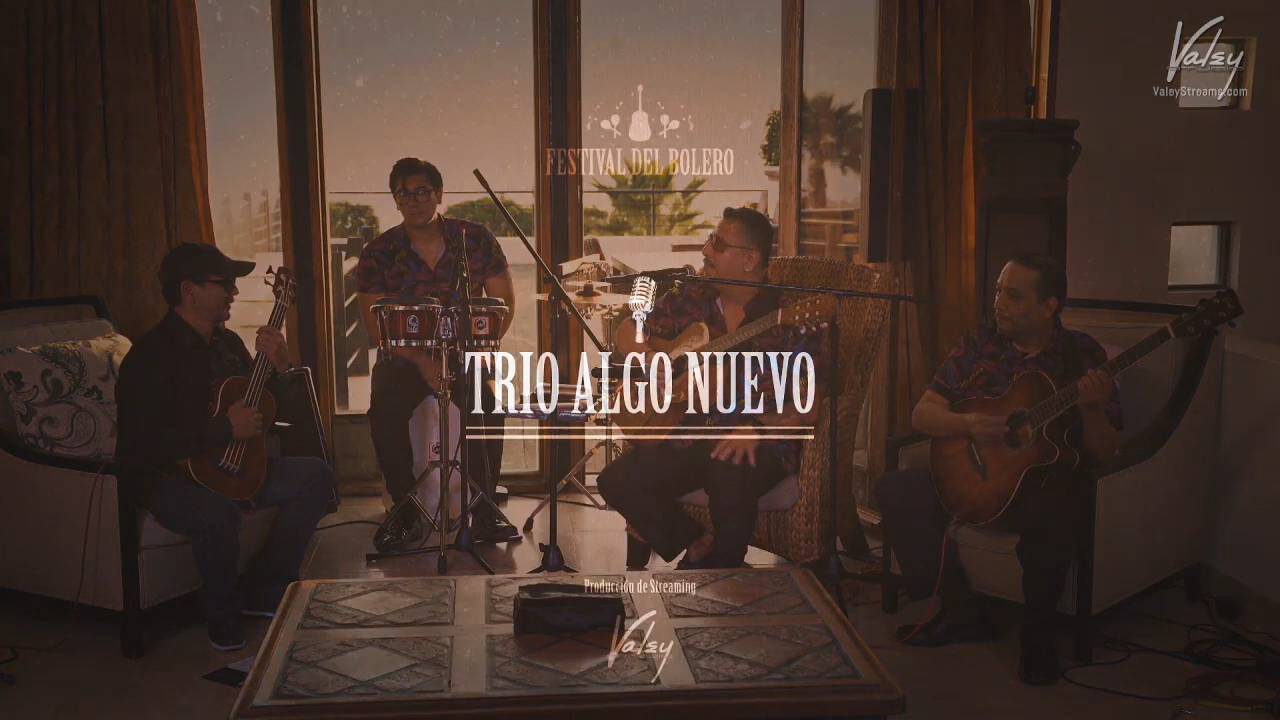 Valey
ValeyStreams.com
FESTIVAL DEL BOLERO
TRIO ALGO NUEVO
Producción de Streaming
Valey